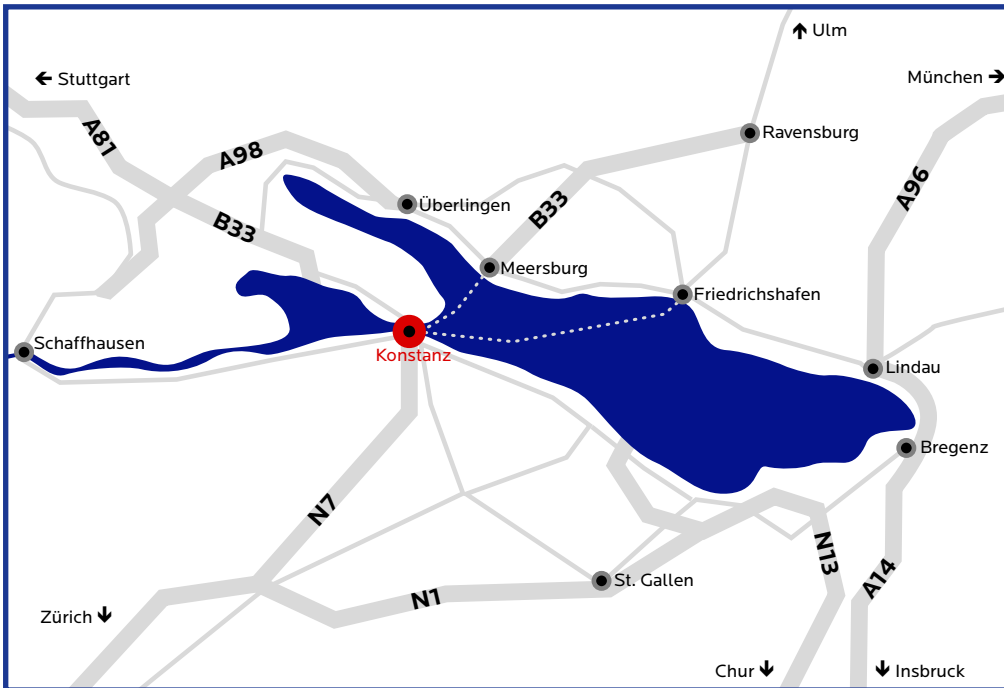 Ulm
Stuttgart
München
A81
A98
Ravensburg
A96
Überlingen
B33
B33
Meersburg
Friedrichshafen
Schaffhausen
Konstanz
Lindau
Bregenz
N7
N13
A14
St. Gallen
N1
Zürich
Chur
Insbruck